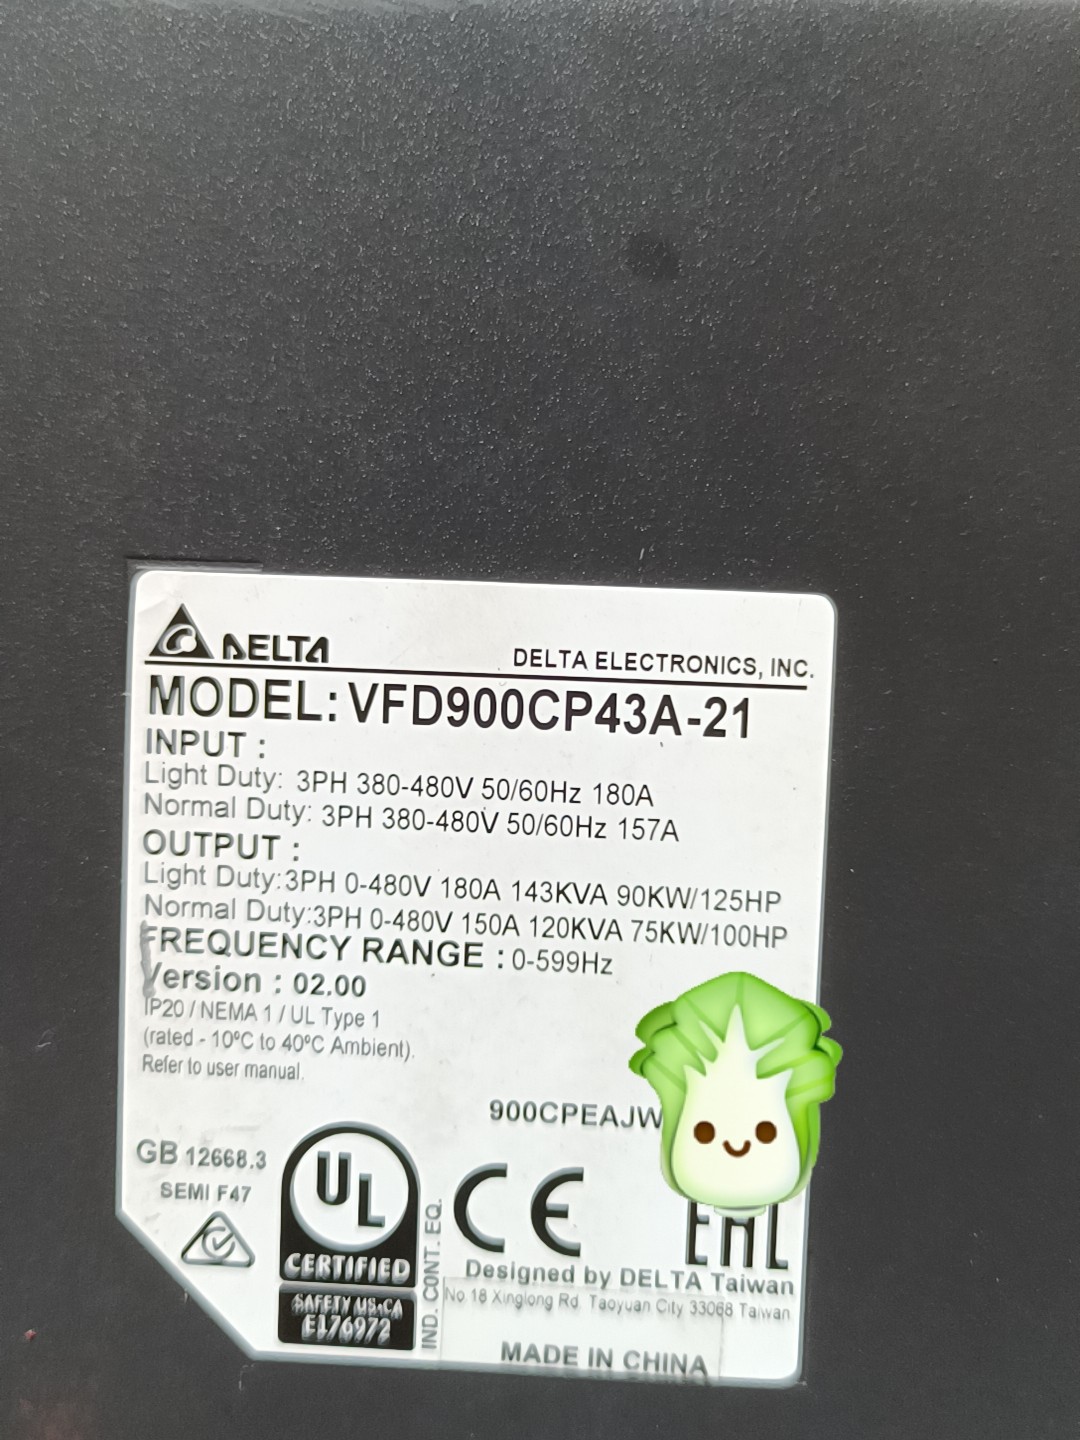 DELTA
DELTA ELECTRONICS, INC.
MODEL: VFD900CP43A-21
INPUT :
Light Duty: 3PH 380-480V 50/60Hz 180A
Normal Duty: 3PH 380-480V 50/60Hz 157A
OUTPUT :
Light Duty:3PH 0-480V 180A 143KVA 90KW/125HP
Normal Duty:3PH 0-480V 150A 120KVA 75KW/100HP
FREQUENCY RANGE : 0-599Hz
Version : 02.00
IP20 / NEMA 1 / UL Type 1
(rated - 10°C to 40°C Ambient).
Refer to user manual.
900CPEAJW
GB 12668.3
SEMI F47
UL
CERTIFIED
SAFETY US-CA
E176972
IND. CONT. EQ.
CE
EAC
Designed by DELTA Taiwan
No.18 Xinglong Rd. Taoyuan City 33068 Taiwan
MADE IN CHINA